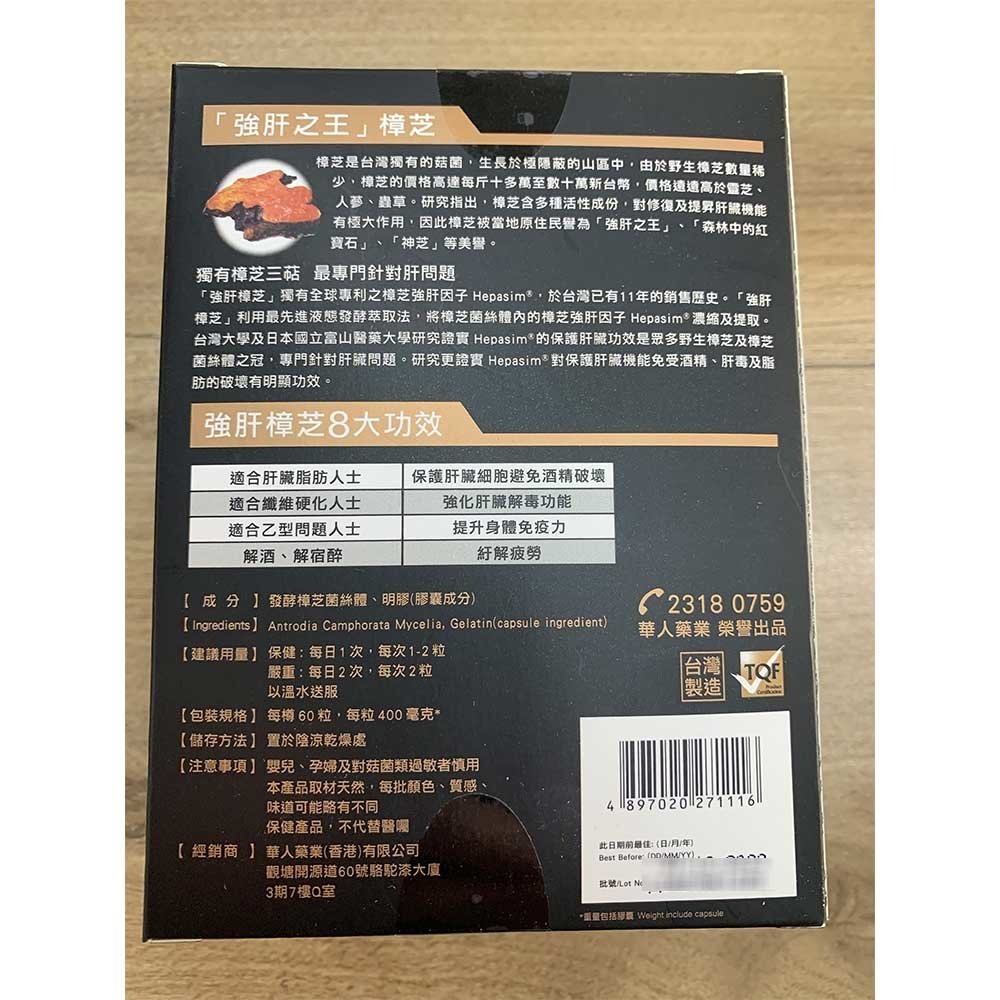 「強肝之王」樟芝
樟芝是台灣獨有的菇菌，生長於極隱蔽的山區中，由於野生樟芝數量稀
少，樟芝的價格高達每斤十多萬至數十萬新台幣，價格遠遠高於靈芝、
人蔘、蟲草。研究指出，樟芝含多種活性成份，對修復及提昇肝臟機能
有極大作用，因此樟芝被當地原住民譽為「強肝之王」、「森林中的紅
寶石」、「神芝」等美譽。
獨有樟芝三萜 最專門針對肝問題
「強肝樟芝」獨有全球專利之樟芝強肝因子 Hepasim®，於台灣已有11年的銷售歷史。「強肝
樟芝」利用最先進液態發酵萃取法，將樟芝菌絲體內的樟芝強肝因子 Hepasim®濃縮及提取。
台灣大學及日本國立富山醫藥大學研究證實 Hepasim®的保護肝臟功效是眾多野生樟芝及樟芝
菌絲體之冠，專門針對肝臟問題。研究更證實 Hepasim®對保護肝臟機能免受酒精、肝毒及脂
肪的破壞有明顯功效。
強肝樟芝8大功效
適合肝臟脂肪人士 保護肝臟細胞避免酒精破壞
適合纖維硬化人士 強化肝臟解毒功能
適合乙型問題人士 提升身體免疫力
解酒、解宿醉 紓解疲勞
【 成 分 】發酵樟芝菌絲體、明膠(膠囊成分)
【Ingredients】Antrodia Camphorata Mycelia, Gelatin(capsule ingredient)
【建議用量】保健：每日1次，每次1-2粒
嚴重：每日2次，每次2粒
以溫水送服
【包裝規格】每樽60粒，每粒400毫克*
【儲存方法】置於陰涼乾燥處
【注意事項】嬰兒、孕婦及對菇菌類過敏者慎用
本產品取材天然，每批顏色、質感、
味道可能略有不同
保健產品，不代替醫囑
【 經銷商 】華人藥業(香港)有限公司
觀塘開源道60號駱駝漆大廈
3期7樓Q室
2318 0759
華人藥業 榮譽出品
台灣
製造
TQF
Product
Certification
4 897020 271116
此日期前最佳：(日/月/年)
Best Before: (DD/MM/YY)
批號/Lot No
*重量包括膠囊 Weight include capsule